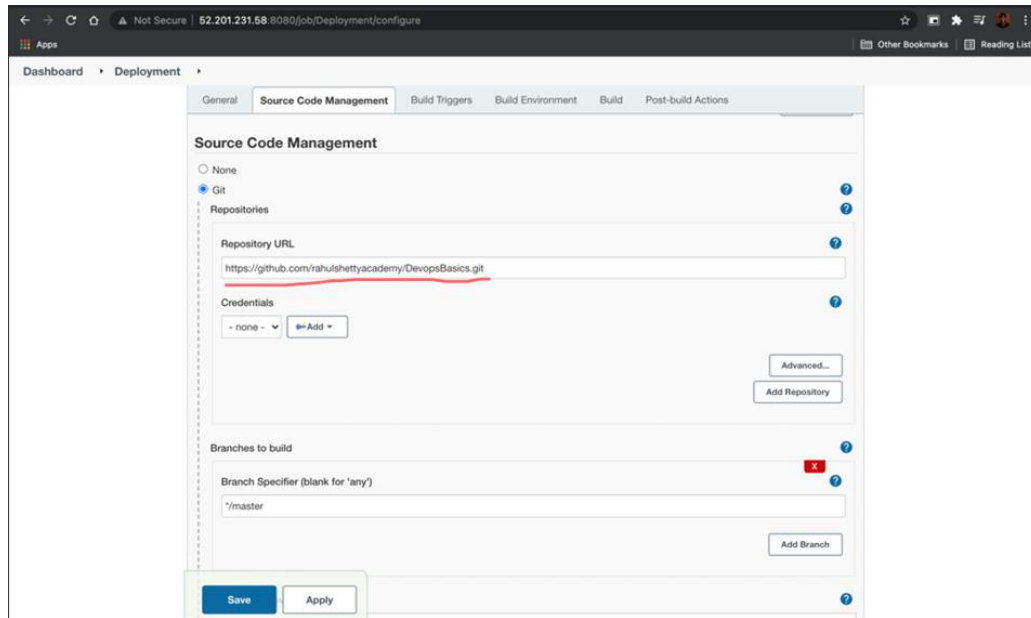 Not Secure | 52.201.231.58:8080/job/Deployment/configure
Apps
Other Bookmarks
Reading List
Dashboard
Deployment
General
Source Code Management
Build Triggers
Build Environment
Build
Post-build Actions
Source Code Management
None
Git
Repositories
Repository URL
https://github.com/rahulshettyacademy/DevopsBasics.git
Credentials
- none -
Add
Advanced...
Add Repository
Branches to build
X
Branch Specifier (blank for 'any')
*/master
Add Branch
Save
Apply